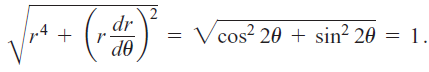 √(r⁴ + (r dr/dθ)²) = √(cos² 2θ + sin² 2θ) = 1.